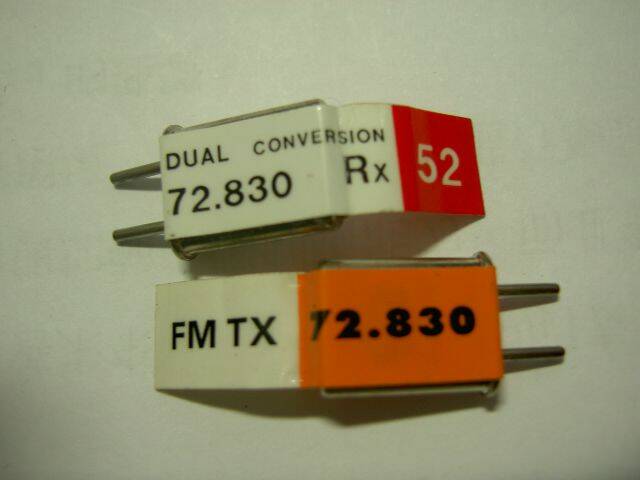 DUAL CONVERSION
72.830 Rx 52
FM TX 72.830